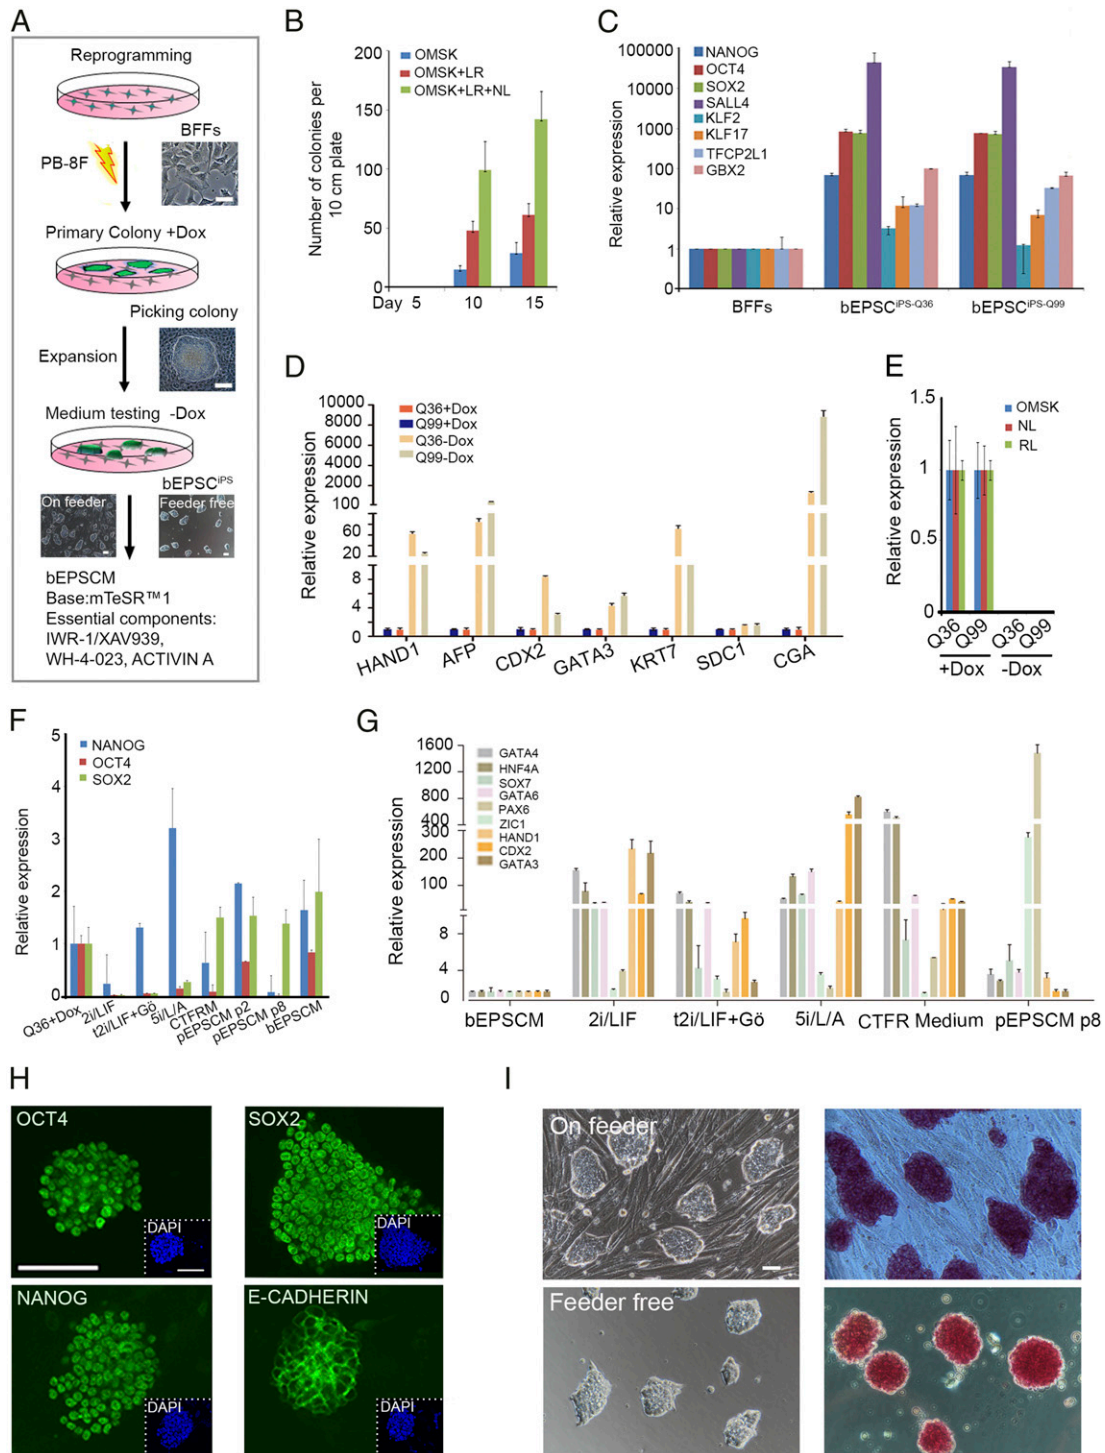 A
Reprogramming
BFFs
PB-8F
Primary Colony +Dox
Picking colony
Expansion
Medium testing -Dox
bEPSCiPS
On feeder
Feeder free
bEPSCM
Base:mTeSR™1
Essential components:
IWR-1/XAV939,
WH-4-023, ACTIVIN A
B
Number of colonies per
10 cm plate
200
150
100
50
0
OMSK
OMSK+LR
OMSK+LR+NL
Day 5 10 15
C
Relative expression
100000
10000
1000
100
10
1
0
NANOG
OCT4
SOX2
SALL4
KLF2
KLF17
TFCP2L1
GBX2
BFFs bEPSCiPS-Q36 bEPSCiPS-Q99
D
Relative expression
10000
8000
6000
4000
2000
100
60
20
8
6
4
2
0
Q36+Dox
Q99+Dox
Q36-Dox
Q99-Dox
HAND1 AFP CDX2 GATA3 KRT7 SDC1 CGA
E
Relative expression
1.5
1
0.5
0
OMSK
NL
RL
Q36 Q99 Q36 Q99
+Dox -Dox
F
Relative expression
5
4
3
2
1
0
NANOG
OCT4
SOX2
Q36+Dox 2i/LIF t2i/LIF+Gö 5i/L/A CTFRM pEPSCM p2 pEPSCM p8 bEPSCM
G
Relative expression
1600
1200
800
400
300
200
100
8
4
0
GATA4
HNF4A
SOX7
GATA6
PAX6
ZIC1
HAND1
CDX2
GATA3
bEPSCM 2i/LIF t2i/LIF+Gö 5i/L/A CTFR Medium pEPSCM p8
H
OCT4
DAPI
SOX2
DAPI
NANOG
DAPI
E-CADHERIN
DAPI
I
On feeder
Feeder free